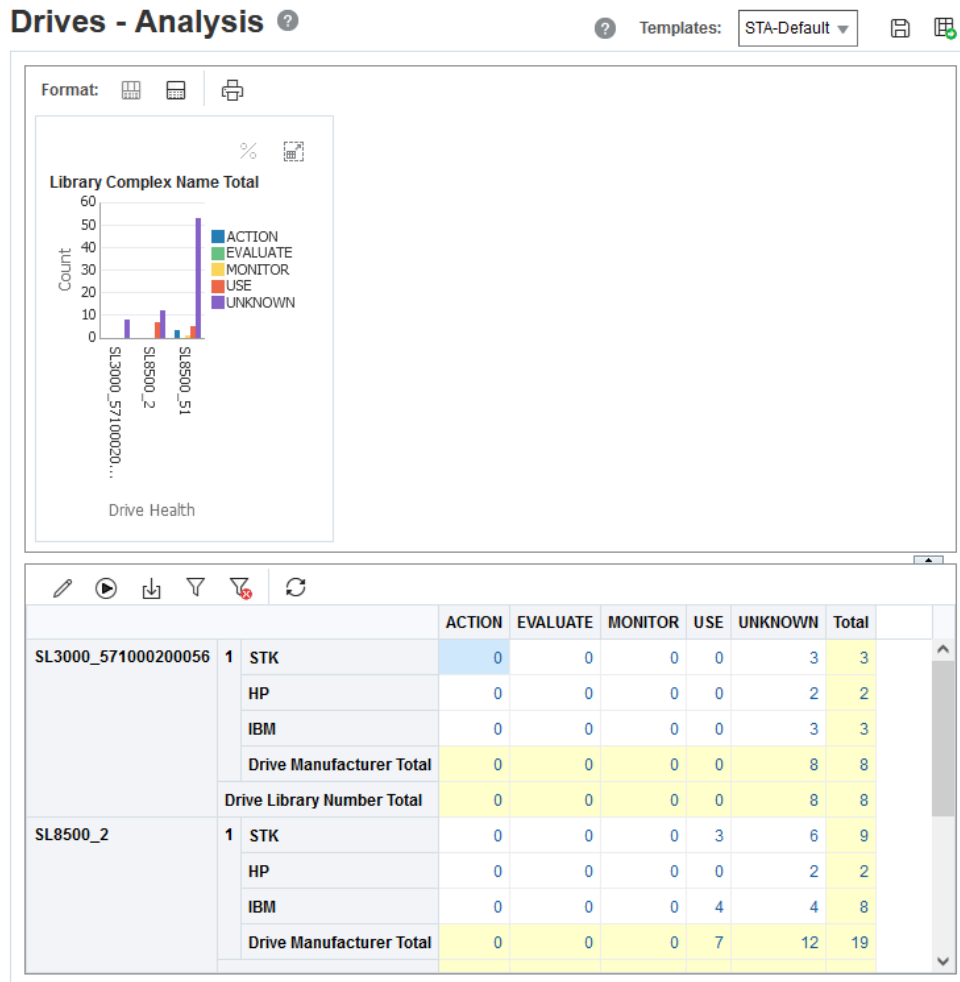 Drives - Analysis ?
? Templates: STA-Default
Format:
%
Library Complex Name Total
60
50
40
30
20
10
0
Count
ACTION
EVALUATE
MONITOR
USE
UNKNOWN
SL3000_57100020...
SL8500_2
SL8500_51
Drive Health
ACTION EVALUATE MONITOR USE UNKNOWN Total
SL3000_571000200056 1 STK 0 0 0 0 3 3
HP 0 0 0 0 2 2
IBM 0 0 0 0 3 3
Drive Manufacturer Total 0 0 0 0 8 8
Drive Library Number Total 0 0 0 0 8 8
SL8500_2 1 STK 0 0 0 3 6 9
HP 0 0 0 0 2 2
IBM 0 0 0 4 4 8
Drive Manufacturer Total 0 0 0 7 12 19